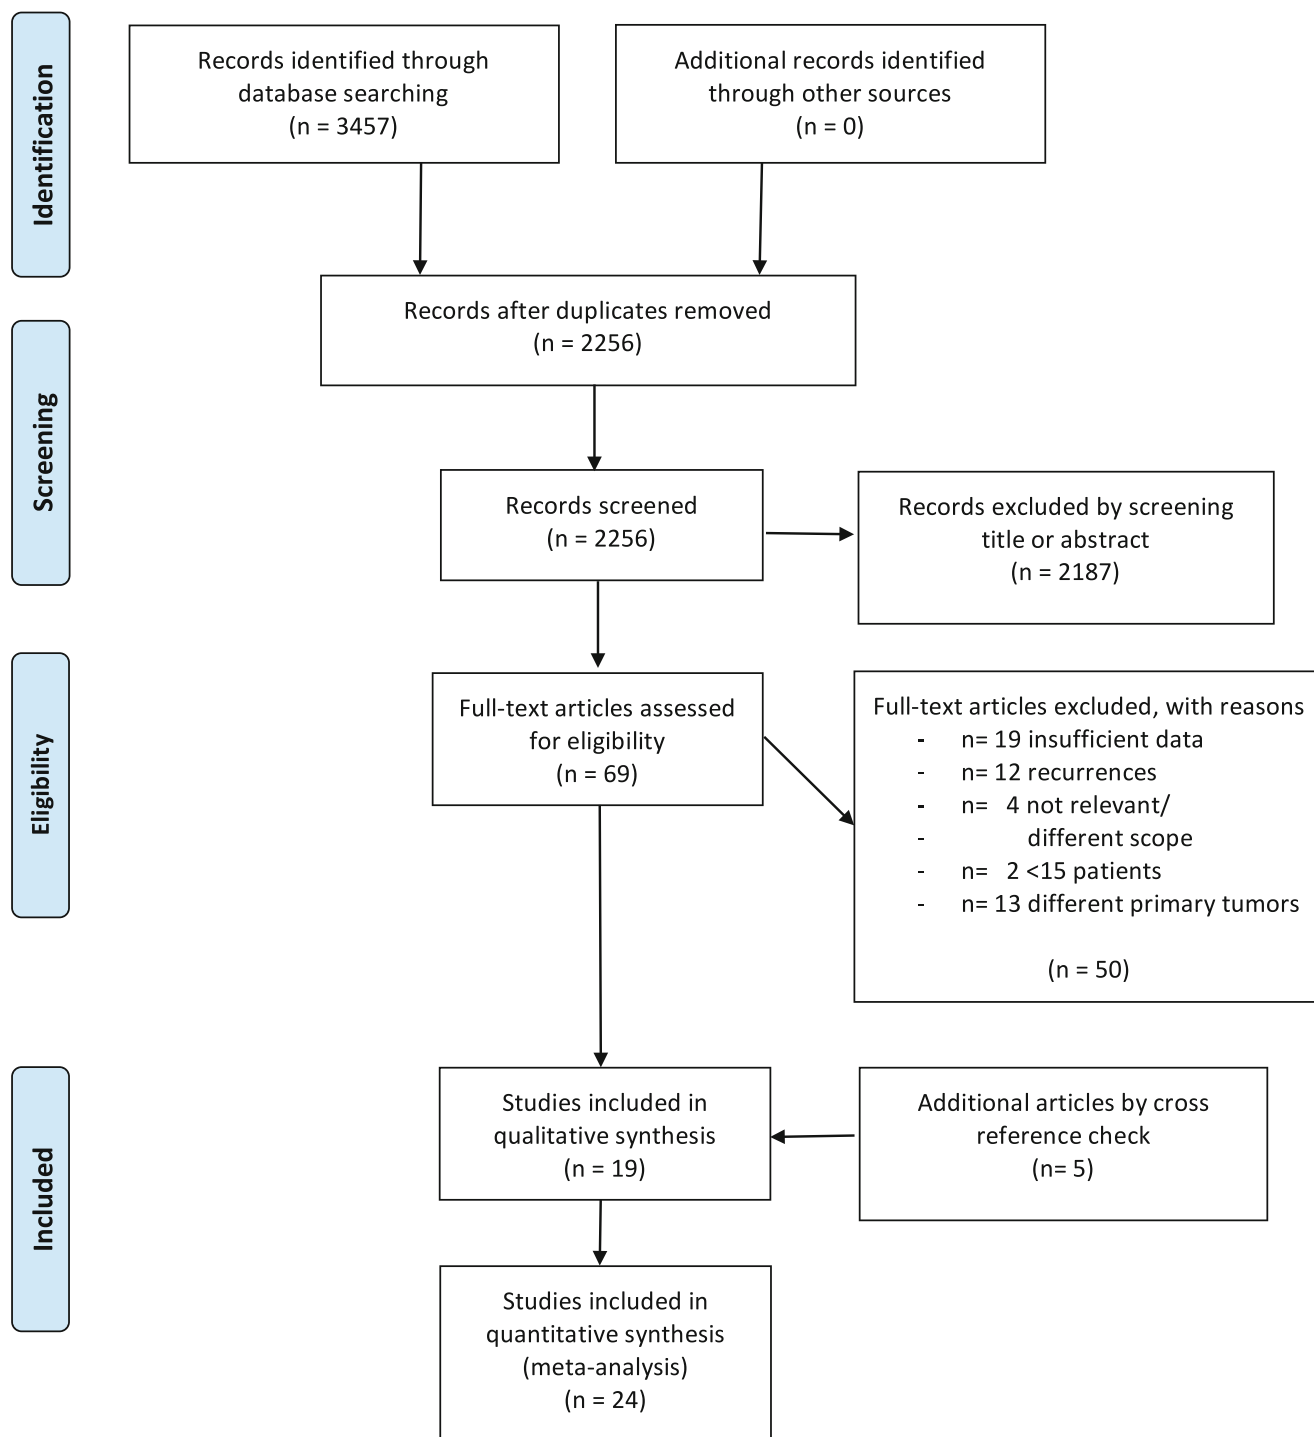 Identification
Records identified through
database searching
(n = 3457)
Additional records identified
through other sources
(n = 0)
Records after duplicates removed
(n = 2256)
Screening
Records screened
(n = 2256)
Records excluded by screening
title or abstract
(n = 2187)
Eligibility
Full-text articles assessed
for eligibility
(n = 69)
Full-text articles excluded, with reasons
- n= 19 insufficient data
- n= 12 recurrences
- n= 4 not relevant/
- different scope
- n= 2 <15 patients
- n= 13 different primary tumors
(n = 50)
Included
Studies included in
qualitative synthesis
(n = 19)
Additional articles by cross
reference check
(n= 5)
Studies included in
quantitative synthesis
(meta-analysis)
(n = 24)